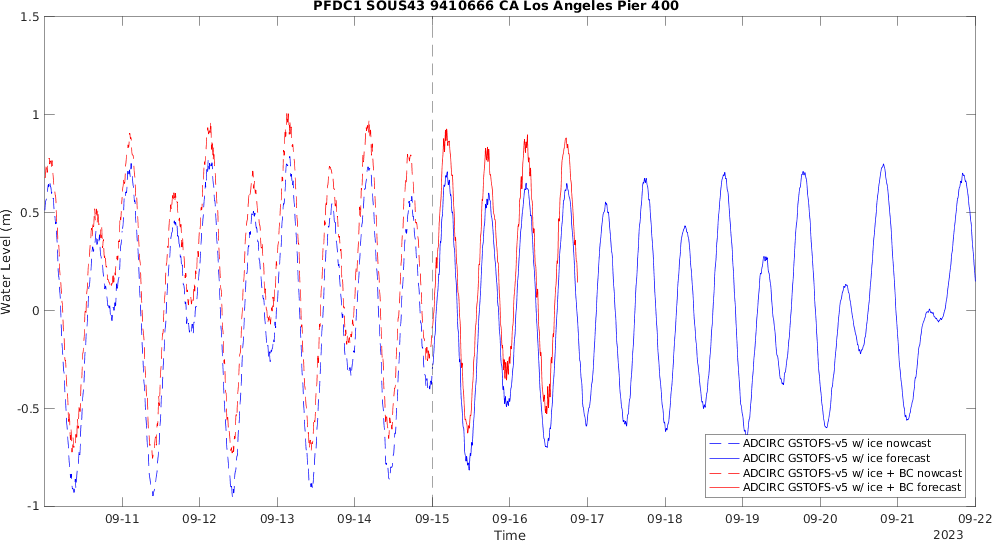 PFDC1 SOUS43 9410666 CA Los Angeles Pier 400
1.5
1
0.5
0
-0.5
-1
Water Level (m)
09-11 09-12 09-13 09-14 09-15 09-16 09-17 09-18 09-19 09-20 09-21 09-22
Time
2023
ADCIRC GSTOFS-v5 w/ ice nowcast
ADCIRC GSTOFS-v5 w/ ice forecast
ADCIRC GSTOFS-v5 w/ ice + BC nowcast
ADCIRC GSTOFS-v5 w/ ice + BC forecast